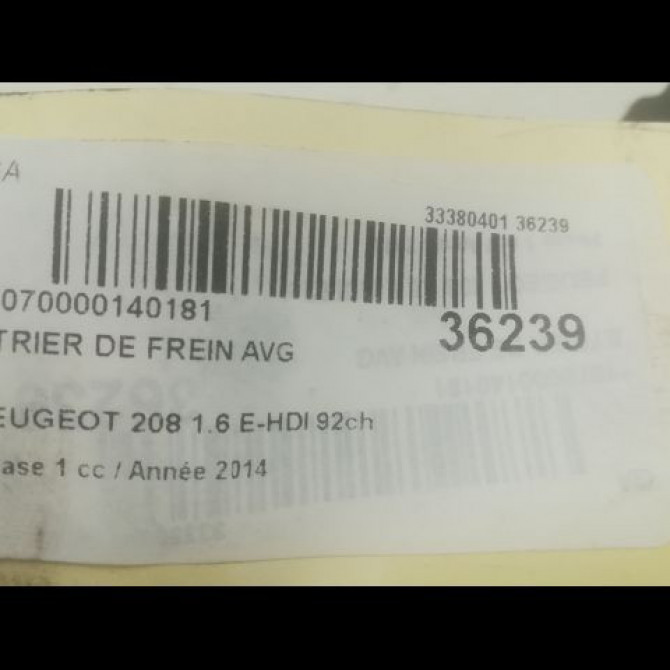 33380401 36239
070000140181
36239
TRIER DE FREIN AVG
EUGEOT 208 1.6 E-HDI 92ch
ase 1 cc / Année 2014